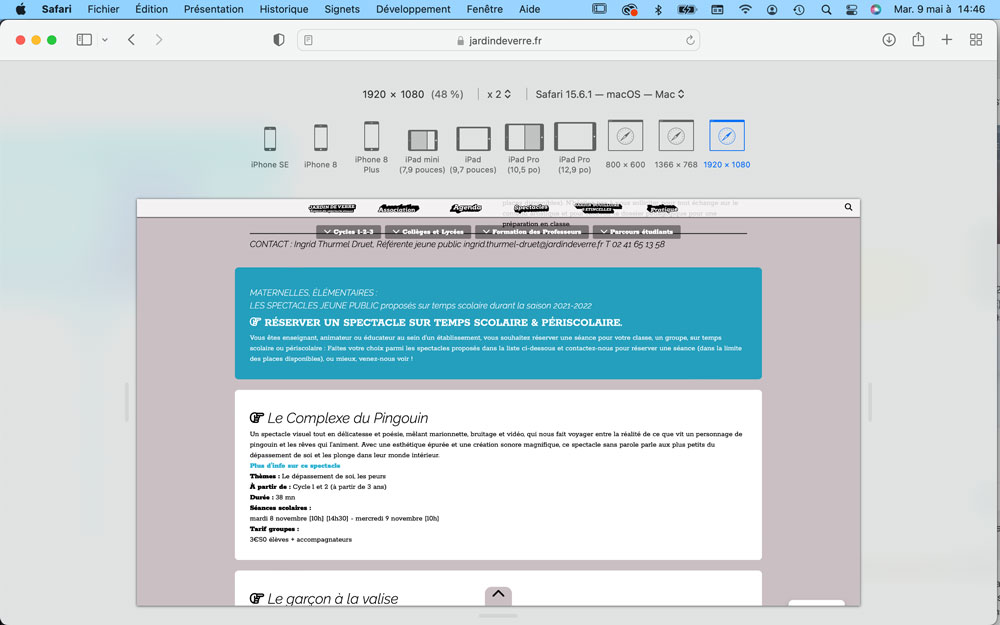 Safari Fichier Édition Présentation Historique Signets Développement Fenêtre Aide Mar. 9 mai à 14:46
jardindeverre.fr
1920 × 1080 (48 %) x 2 Safari 15.6.1 — macOS — Mac
iPhone SE iPhone 8 iPhone 8 Plus iPad mini (7,9 pouces) iPad (9,7 pouces) iPad Pro (10,5 po) iPad Pro (12,9 po) 800 × 600 1366 × 768 1920 × 1080
JARDIN DE VERRE Association Agenda Spectacles Pratique
préparation en classe
Cycles 1-2-3 Collèges et Lycées Formation des Professeurs Parcours étudiants
CONTACT : Ingrid Thurmel Druet, Référente jeune public ingrid.thurmel-druet@jardindeverre.fr T 02 41 65 13 58
MATERNELLES, ÉLÉMENTAIRES :
LES SPECTACLES JEUNE PUBLIC proposés sur temps scolaire durant la saison 2021-2022
RÉSERVER UN SPECTACLE SUR TEMPS SCOLAIRE & PÉRISCOLAIRE.
Vous êtes enseignant, animateur ou éducateur au sein d'un établissement, vous souhaitez réserver une séance pour votre classe, un groupe, sur temps
scolaire ou périscolaire : Faites votre choix parmi les spectacles proposés dans la liste ci-dessous et contactez-nous pour réserver une séance (dans la limite
des places disponibles), ou mieux, venez-nous voir !
Le Complexe du Pingouin
Un spectacle visuel tout en délicatesse et poésie, mêlant marionnette, bruitage et vidéo, qui nous fait voyager entre la réalité de ce que vit un personnage de
pingouin et les rêves qui l'animent. Avec une esthétique épurée et une création sonore magnifique, ce spectacle sans parole parle aux plus petits du
dépassement de soi et les plonge dans leur monde intérieur.
Plus d'info sur ce spectacle
Thèmes : Le dépassement de soi, les peurs
À partir de : Cycle 1 et 2 (à partir de 3 ans)
Durée : 38 mn
Séances scolaires :
mardi 8 novembre [10h] [14h30] - mercredi 9 novembre [10h]
Tarif groupes :
3€50 élèves + accompagnateurs
Le garçon à la valise